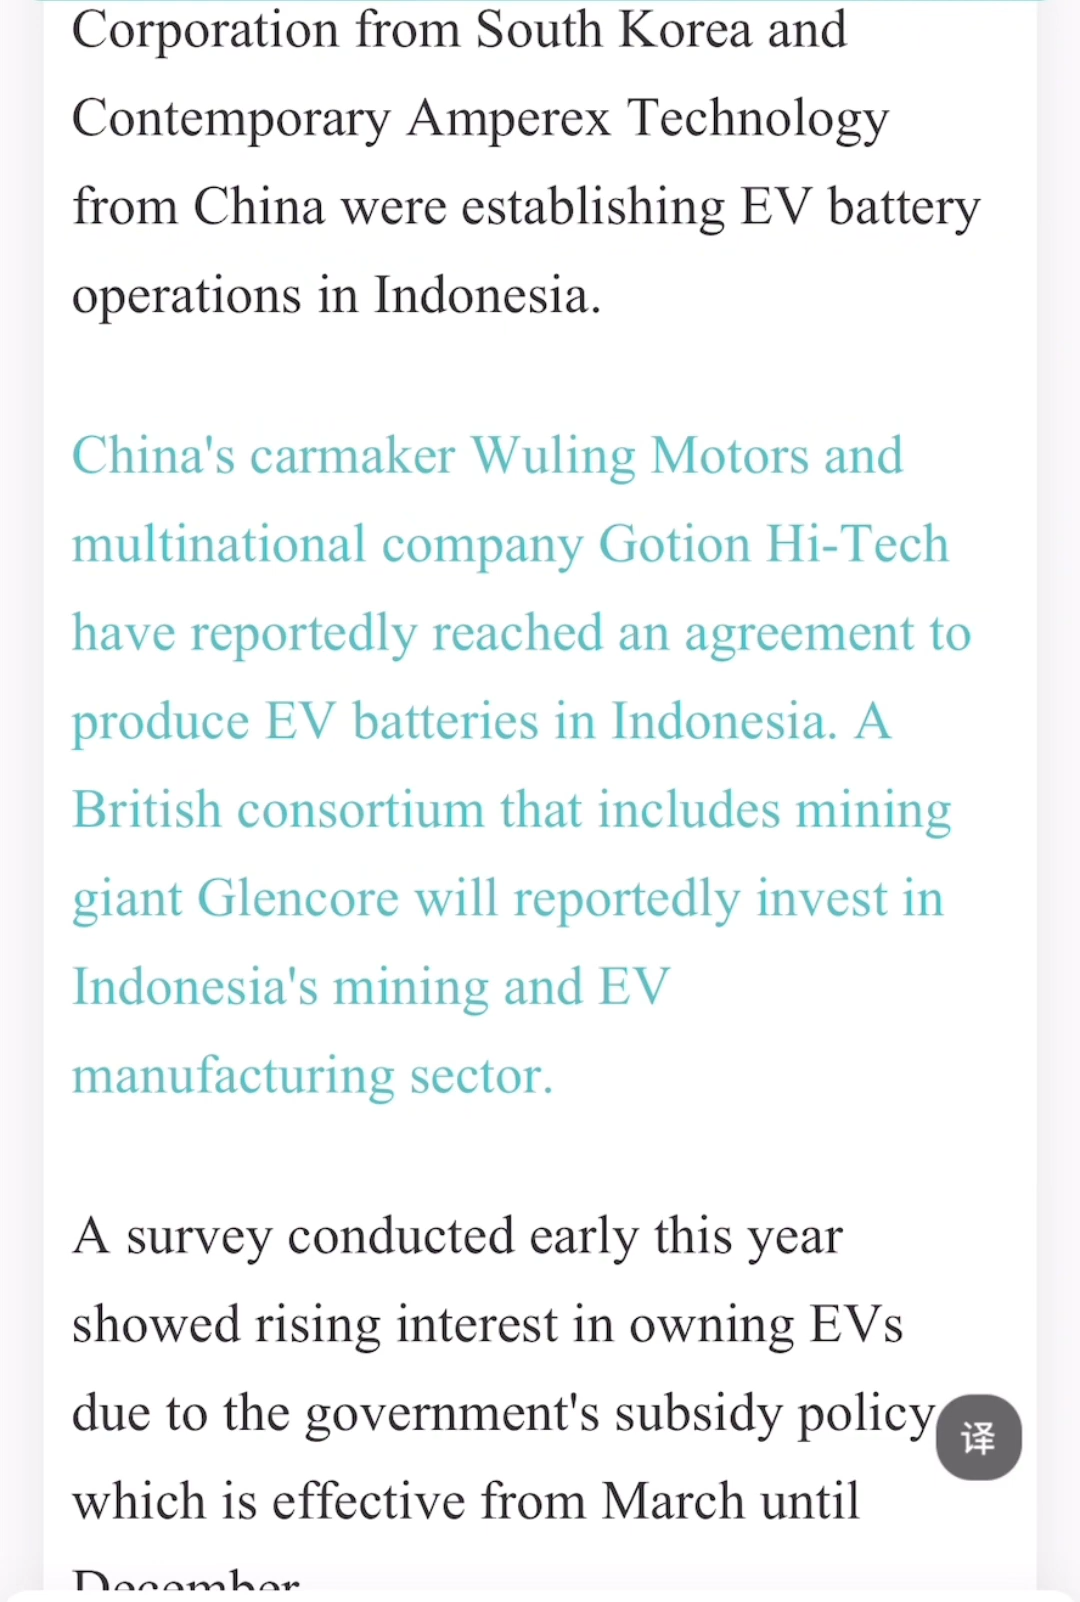 Corporation from South Korea and
Contemporary Amperex Technology
from China were establishing EV battery
operations in Indonesia.
China's carmaker Wuling Motors and
multinational company Gotion Hi-Tech
have reportedly reached an agreement to
produce EV batteries in Indonesia. A
British consortium that includes mining
giant Glencore will reportedly invest in
Indonesia's mining and EV
manufacturing sector.
A survey conducted early this year
showed rising interest in owning EVs
due to the government's subsidy policy
译
which is effective from March until
December